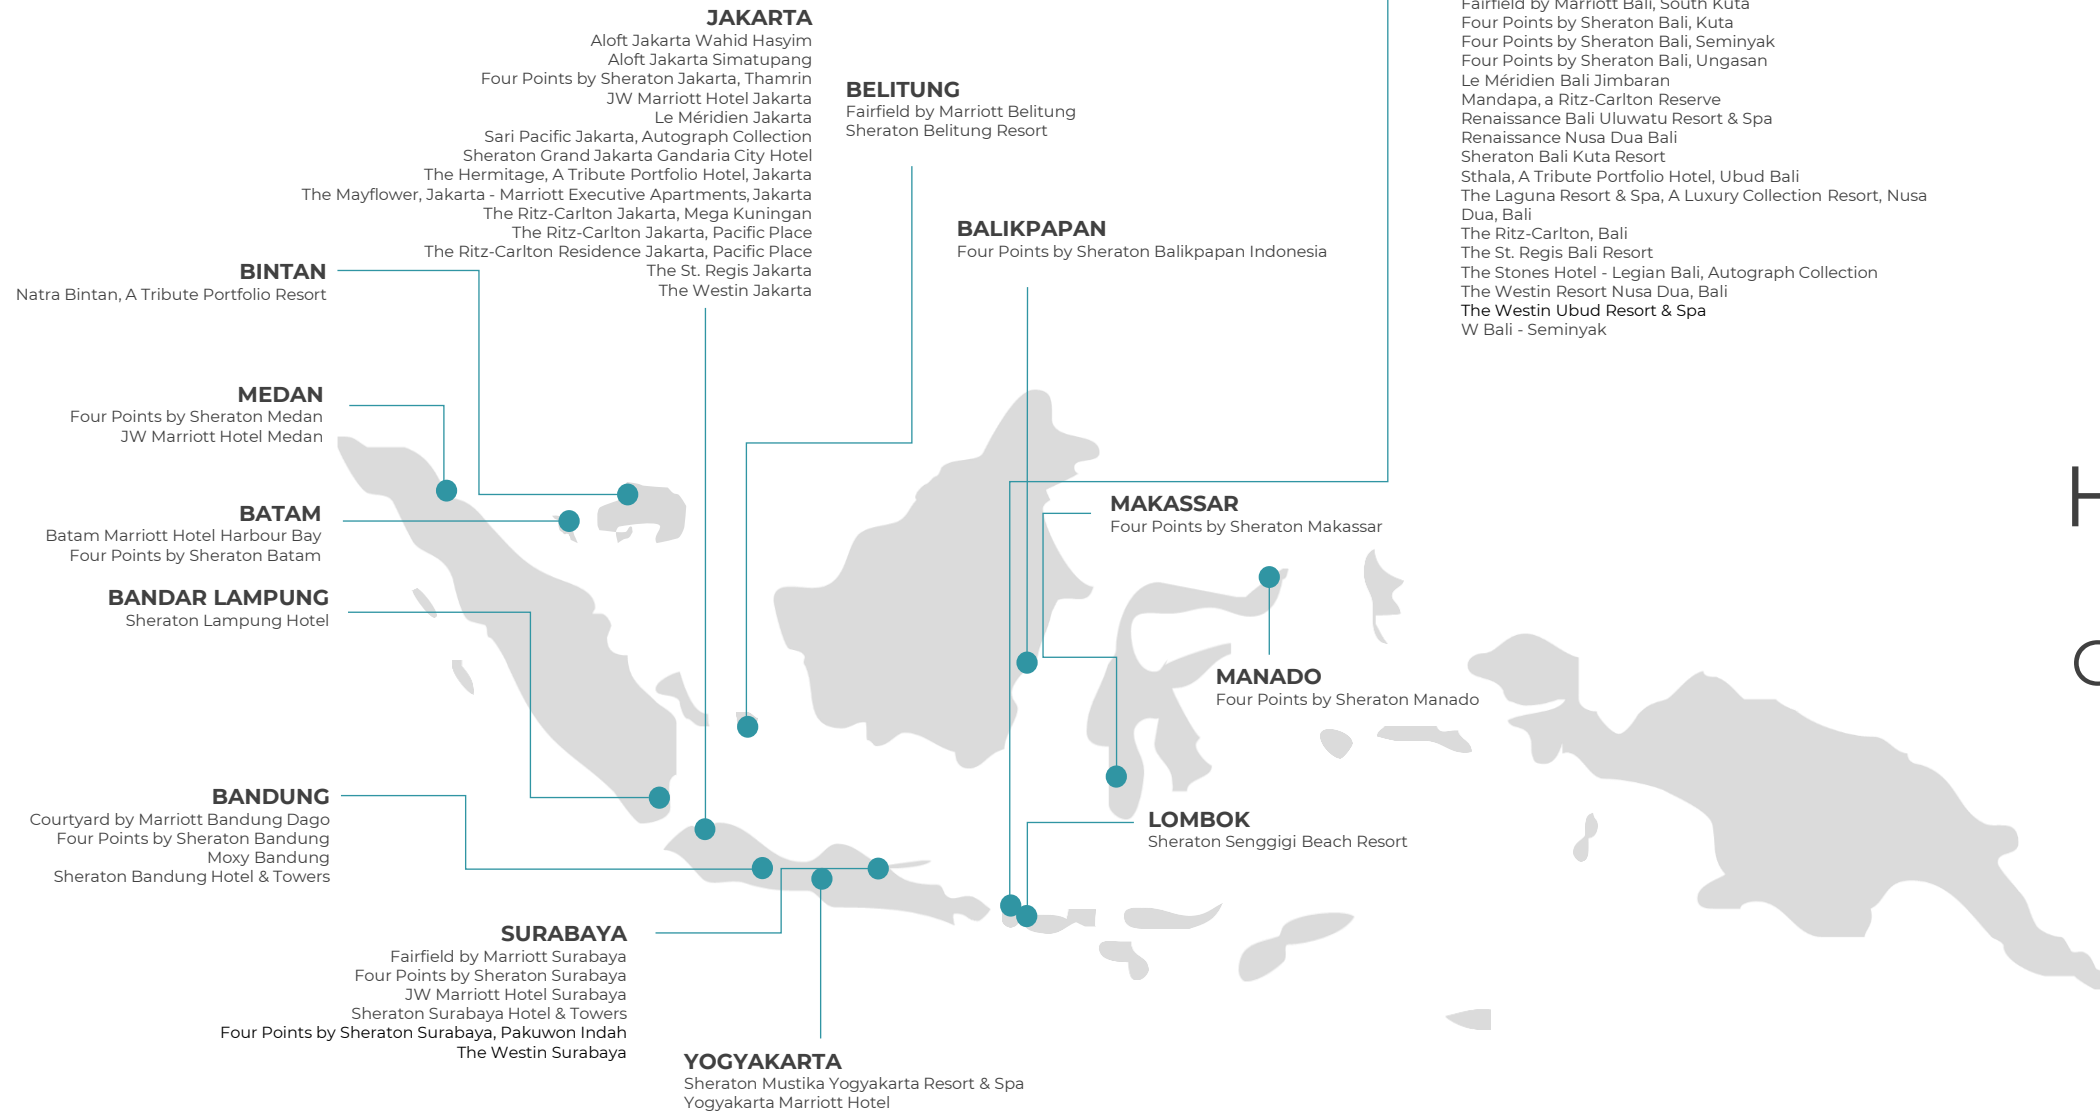 JAKARTA
Aloft Jakarta Wahid Hasyim
Aloft Jakarta Simatupang
Four Points by Sheraton Jakarta, Thamrin
JW Marriott Hotel Jakarta
Le Méridien Jakarta
Sari Pacific Jakarta, Autograph Collection
Sheraton Grand Jakarta Gandaria City Hotel
The Hermitage, A Tribute Portfolio Hotel, Jakarta
The Mayflower, Jakarta - Marriott Executive Apartments, Jakarta
The Ritz-Carlton Jakarta, Mega Kuningan
The Ritz-Carlton Jakarta, Pacific Place
The Ritz-Carlton Residence Jakarta, Pacific Place
The St. Regis Jakarta
The Westin Jakarta
BELITUNG
Fairfield by Marriott Belitung
Sheraton Belitung Resort
BALIKPAPAN
Four Points by Sheraton Balikpapan Indonesia
Fairfield by Marriott Bali, South Kuta
Four Points by Sheraton Bali, Kuta
Four Points by Sheraton Bali, Seminyak
Four Points by Sheraton Bali, Ungasan
Le Méridien Bali Jimbaran
Mandapa, a Ritz-Carlton Reserve
Renaissance Bali Uluwatu Resort & Spa
Renaissance Nusa Dua Bali
Sheraton Bali Kuta Resort
Sthala, A Tribute Portfolio Hotel, Ubud Bali
The Laguna Resort & Spa, A Luxury Collection Resort, Nusa
Dua, Bali
The Ritz-Carlton, Bali
The St. Regis Bali Resort
The Stones Hotel - Legian Bali, Autograph Collection
The Westin Resort Nusa Dua, Bali
The Westin Ubud Resort & Spa
W Bali - Seminyak
BINTAN
Natra Bintan, A Tribute Portfolio Resort
MEDAN
Four Points by Sheraton Medan
JW Marriott Hotel Medan
BATAM
Batam Marriott Hotel Harbour Bay
Four Points by Sheraton Batam
BANDAR LAMPUNG
Sheraton Lampung Hotel
MAKASSAR
Four Points by Sheraton Makassar
MANADO
Four Points by Sheraton Manado
BANDUNG
Courtyard by Marriott Bandung Dago
Four Points by Sheraton Bandung
Moxy Bandung
Sheraton Bandung Hotel & Towers
LOMBOK
Sheraton Senggigi Beach Resort
SURABAYA
Fairfield by Marriott Surabaya
Four Points by Sheraton Surabaya
JW Marriott Hotel Surabaya
Sheraton Surabaya Hotel & Towers
Four Points by Sheraton Surabaya, Pakuwon Indah
The Westin Surabaya
YOGYAKARTA
Sheraton Mustika Yogyakarta Resort & Spa
Yogyakarta Marriott Hotel